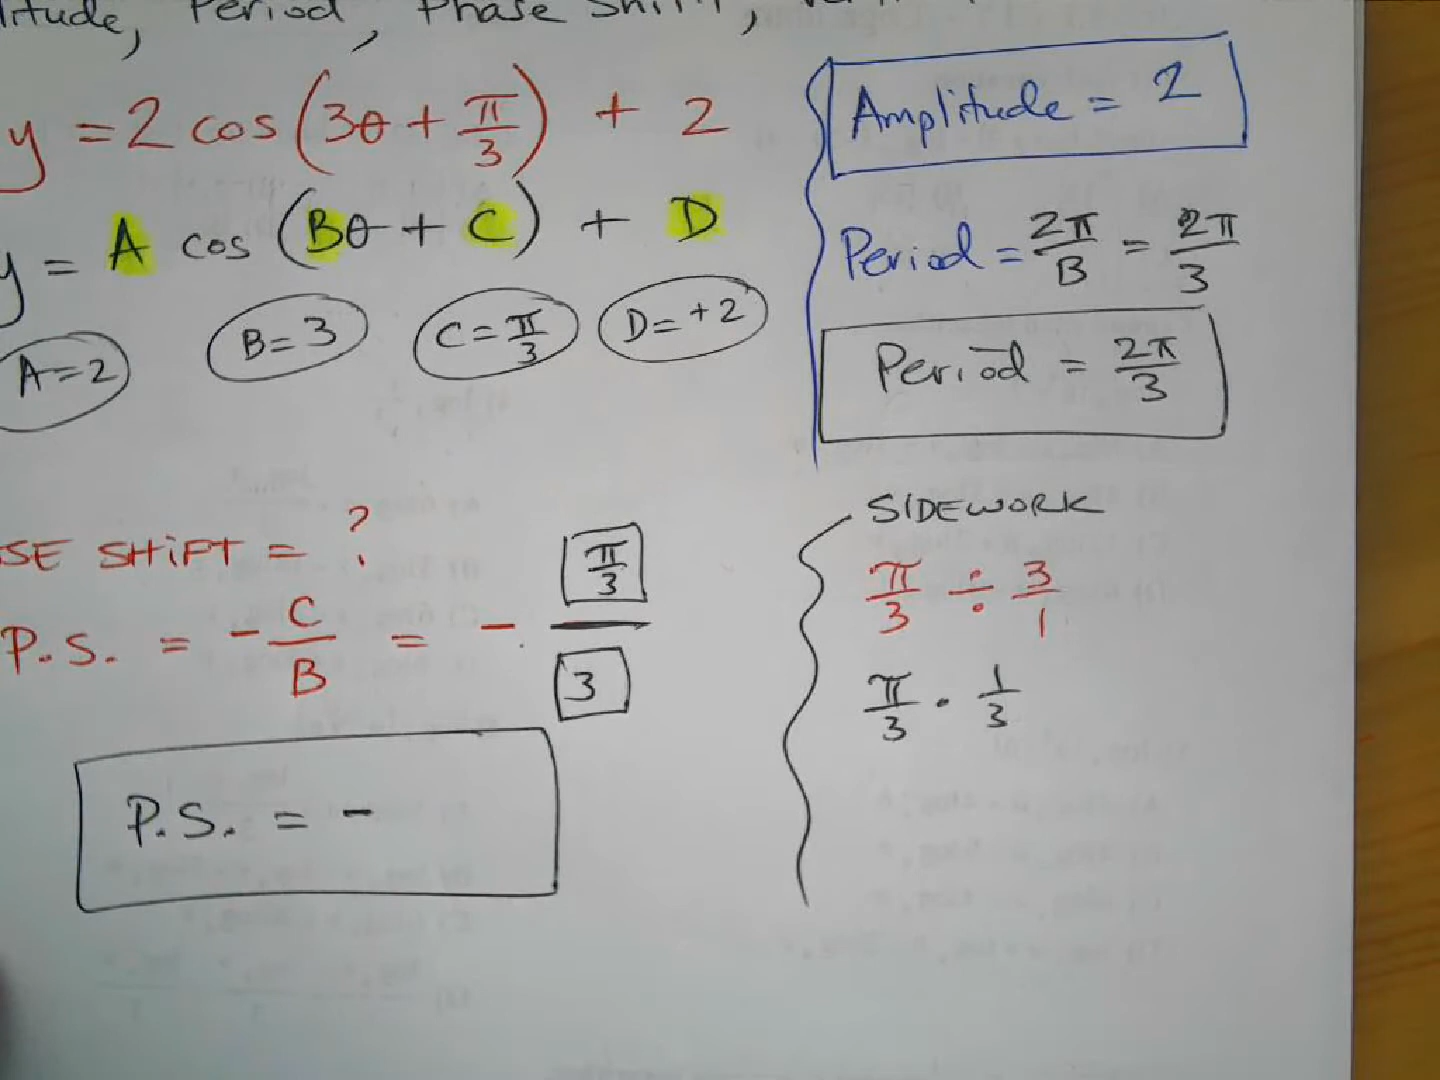 litude, Period, Phase Shift,
y = 2 cos(3θ + π/3) + 2
y = A cos(Bθ + C) + D
A=2 B=3 C=π/3 D=+2
Amplitude = 2
Period = 2π/B = 2π/3
Period = 2π/3
SE SHiFT = ?
P.S. = -C/B = - π/3 / 3
P.S. = -
SIDEWORK
π/3 ÷ 3/1
π/3 · 1/3